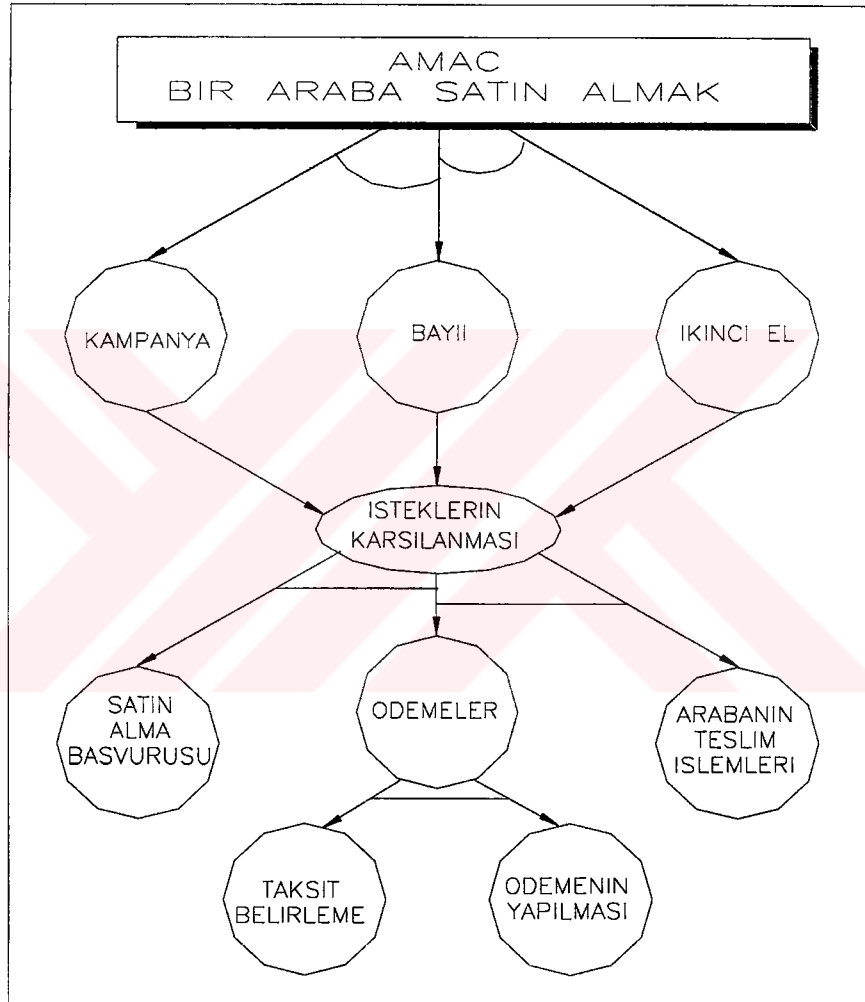 AMAC
BIR ARABA SATIN ALMAK
KAMPANYA
BAYII
IKINCI EL
ISTEKLERIN
KARSILANMASI
SATIN
ALMA
BASVURUSU
ODEMELER
ARABANIN
TESLIM
ISLEMLERI
TAKSIT
BELIRLEME
ODEMENIN
YAPILMASI